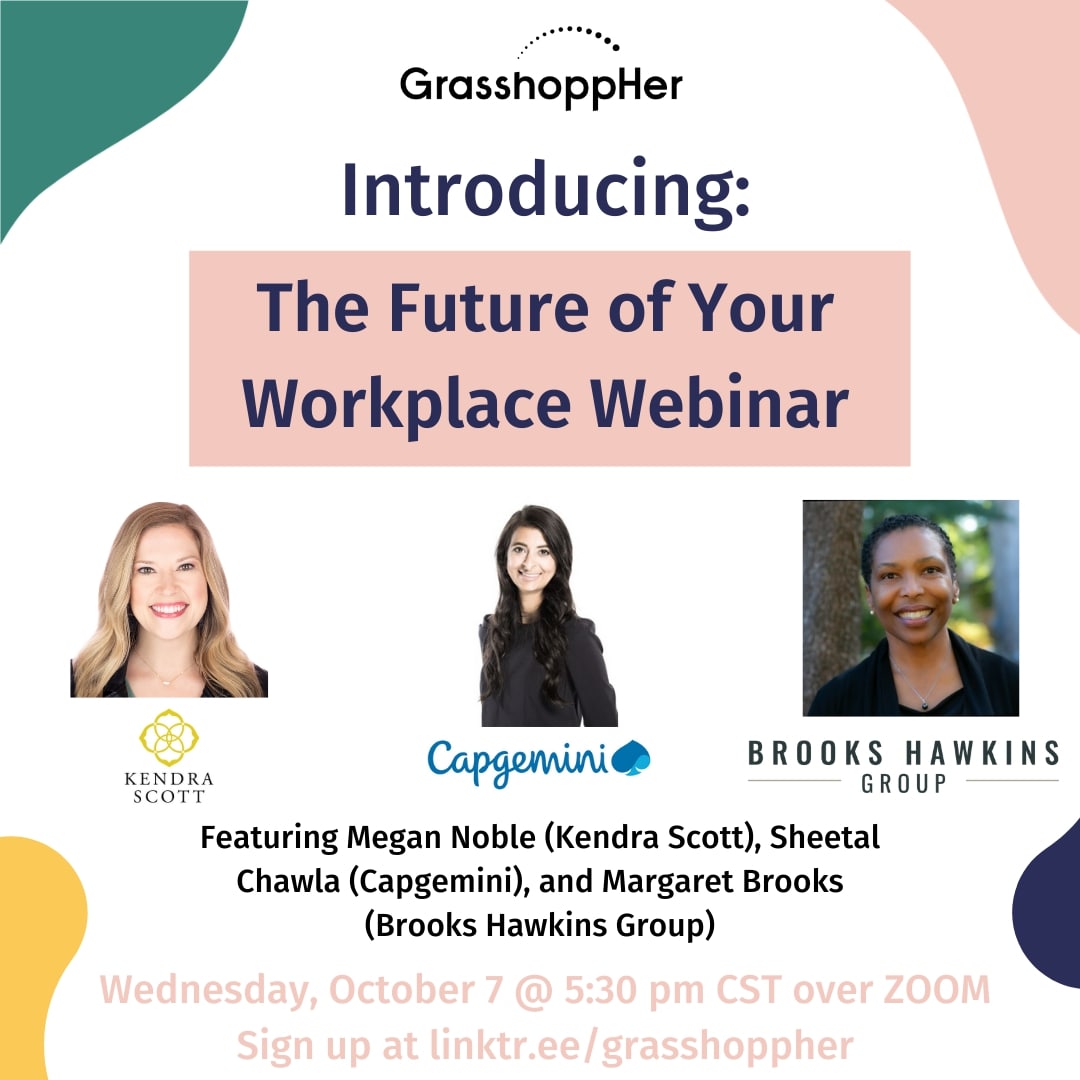 GrasshoppHer
Introducing:
The Future of Your
Workplace Webinar
KENDRA
SCOTT
Capgemini
BROOKS HAWKINS
GROUP
Featuring Megan Noble (Kendra Scott), Sheetal
Chawla (Capgemini), and Margaret Brooks
(Brooks Hawkins Group)
Wednesday, October 7 @ 5:30 pm CST over ZOOM
Sign up at linktr.ee/grasshoppher